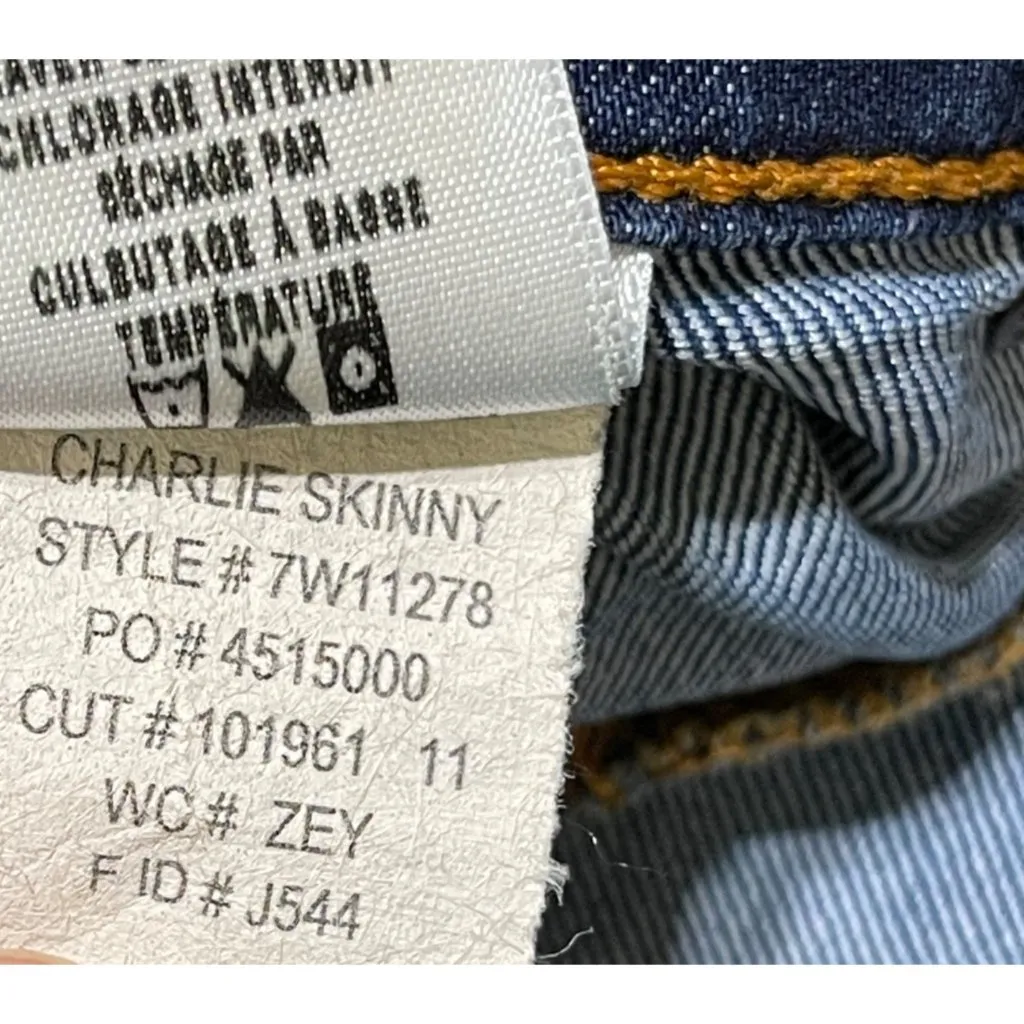 LAVER
CHLORAGE INTERDIT
SÉCHAGE PAR
CULBUTAGE À BASSE
TEMPÉRATURE
CHARLIE SKINNY
STYLE # 7W11278
PO # 4515000
CUT # 101961 11
WC # ZEY
F ID # J544